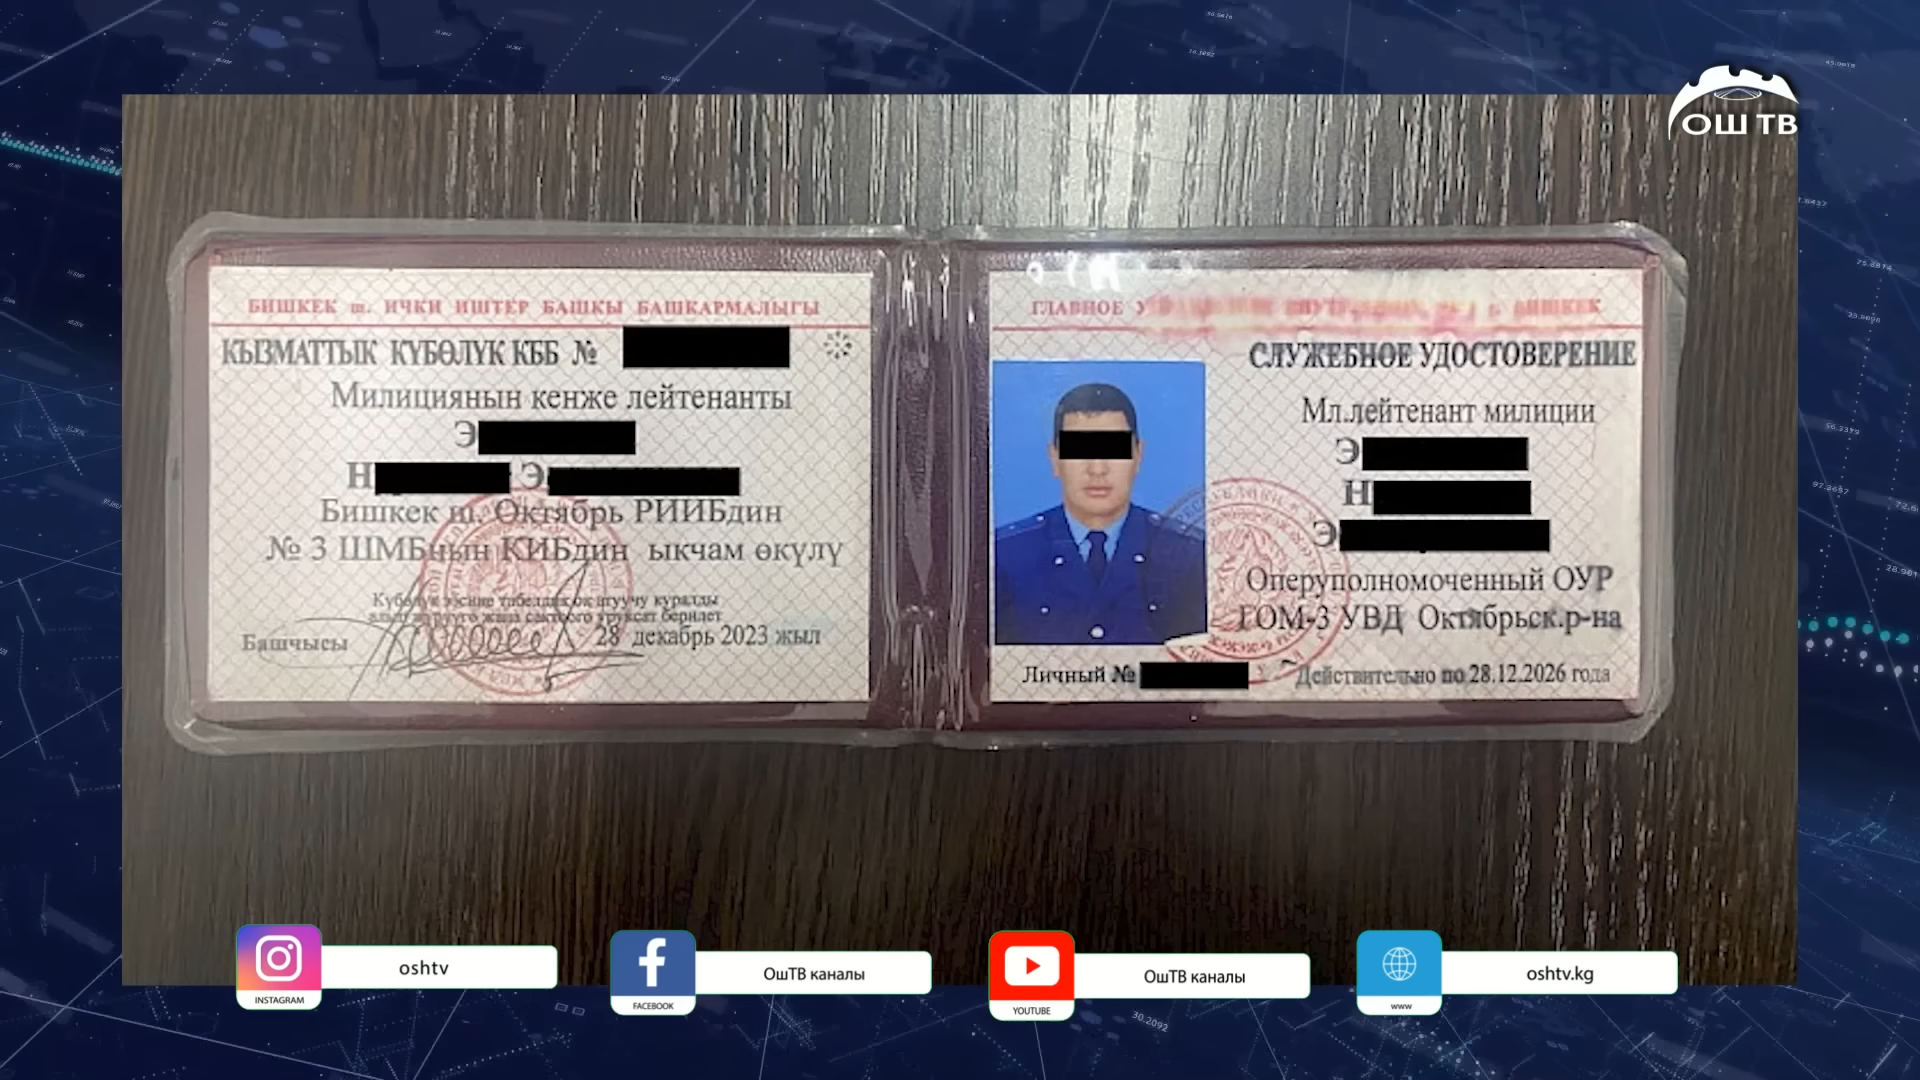 ОШ ТВ
БИШКЕК ш. ИЧКИ ИШТЕР БАШКЫ БАШКАРМАЛЫГЫ
КЫЗМАТТЫК КҮБӨЛҮК КББ №
Милициянын кенже лейтенанты
Э
Н Э
Бишкек ш. Октябрь РИИБдин
№ 3 ШМБнын КИБдин ыкчам өкүлү
Башчысы 28 декабрь 2023 жыл
ГЛАВНОЕ БИШКЕК
СЛУЖЕБНОЕ УДОСТОВЕРЕНИЕ
Мл.лейтенант милиции
Э
Н
Э
Оперуполномоченный ОУР
ГОМ-3 УВД Октябрьск.р-на
Личный № Действительно по 28.12.2026 года
oshtv
INSTAGRAM
ОшТВ каналы
FACEBOOK
ОшТВ каналы
YOUTUBE
oshtv.kg
www